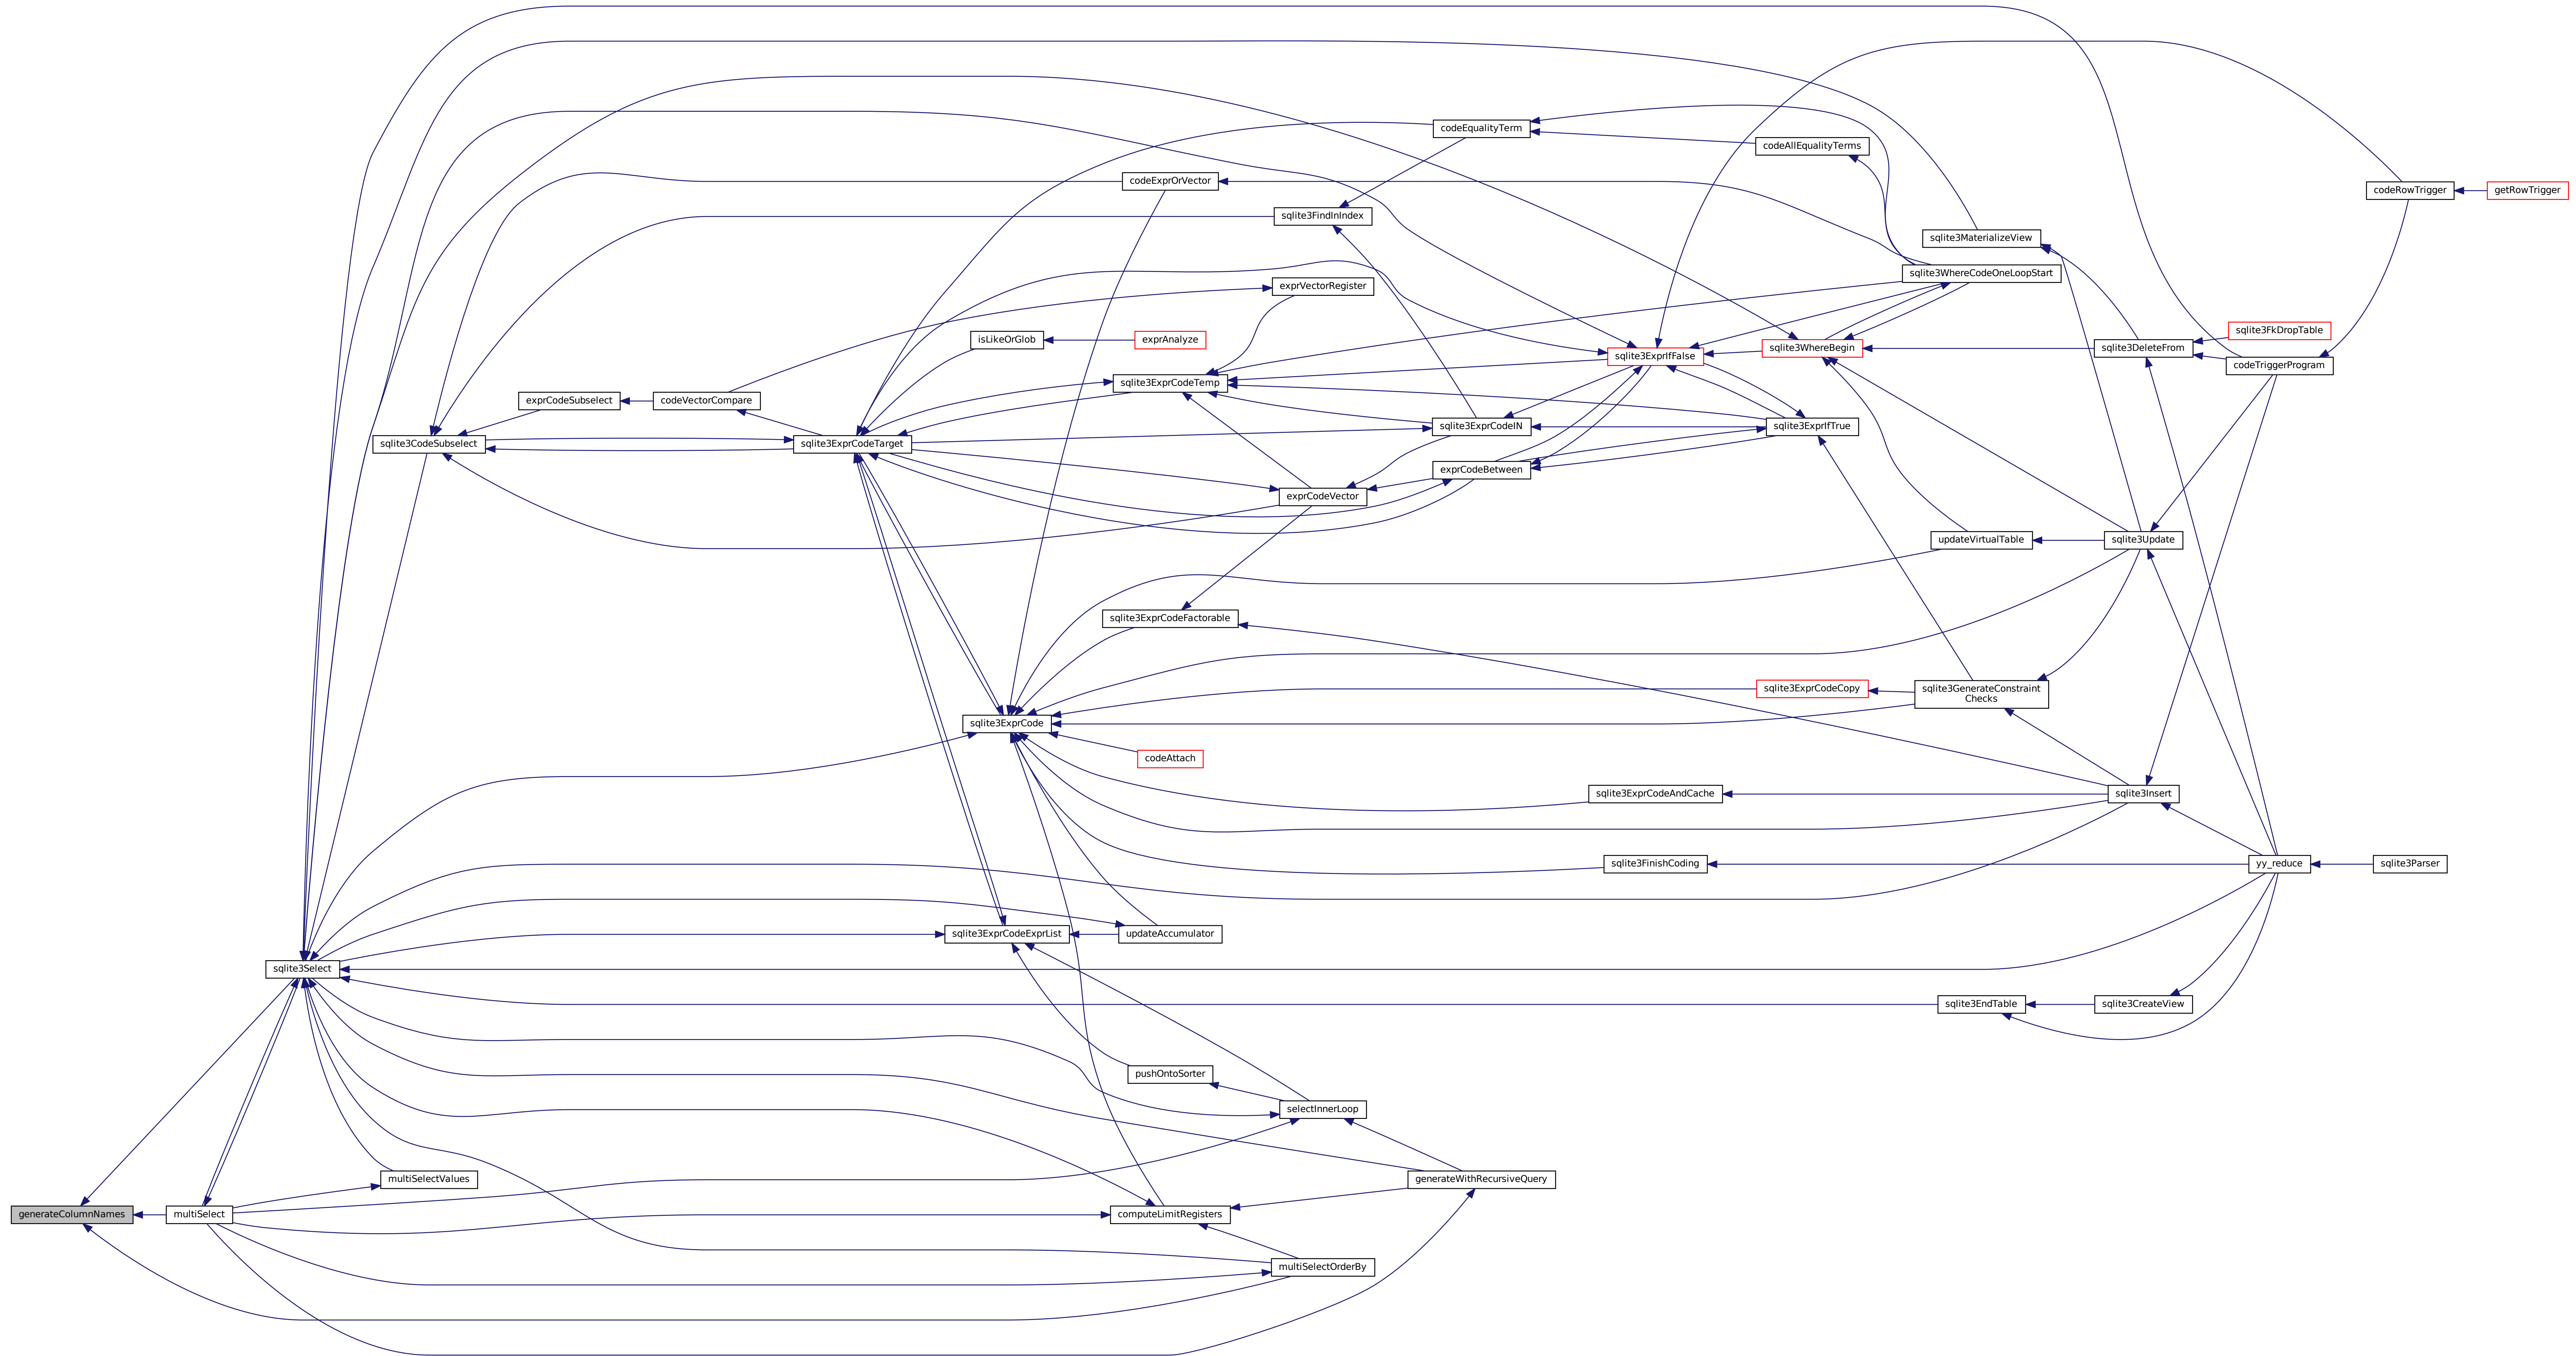 codeEqualityTerm
codeAllEqualityTerms
codeExprOrVector
codeRowTrigger
getRowTrigger
sqlite3FindInIndex
sqlite3MaterializeView
sqlite3WhereCodeOneLoopStart
exprVectorRegister
sqlite3FkDropTable
isLikeOrGlob
exprAnalyze
sqlite3ExprIfFalse
sqlite3WhereBegin
sqlite3DeleteFrom
codeTriggerProgram
sqlite3ExprCodeTemp
exprCodeSubselect
codeVectorCompare
sqlite3ExprCodeIN
sqlite3ExprIfTrue
sqlite3CodeSubselect
sqlite3ExprCodeTarget
exprCodeBetween
exprCodeVector
updateVirtualTable
sqlite3Update
sqlite3ExprCodeFactorable
sqlite3ExprCodeCopy
sqlite3GenerateConstraint
Checks
sqlite3ExprCode
codeAttach
sqlite3ExprCodeAndCache
sqlite3Insert
sqlite3FinishCoding
yy_reduce
sqlite3Parser
sqlite3ExprCodeExprList
updateAccumulator
sqlite3Select
sqlite3EndTable
sqlite3CreateView
pushOntoSorter
selectInnerLoop
multiSelectValues
generateWithRecursiveQuery
generateColumnNames
multiSelect
computeLimitRegisters
multiSelectOrderBy